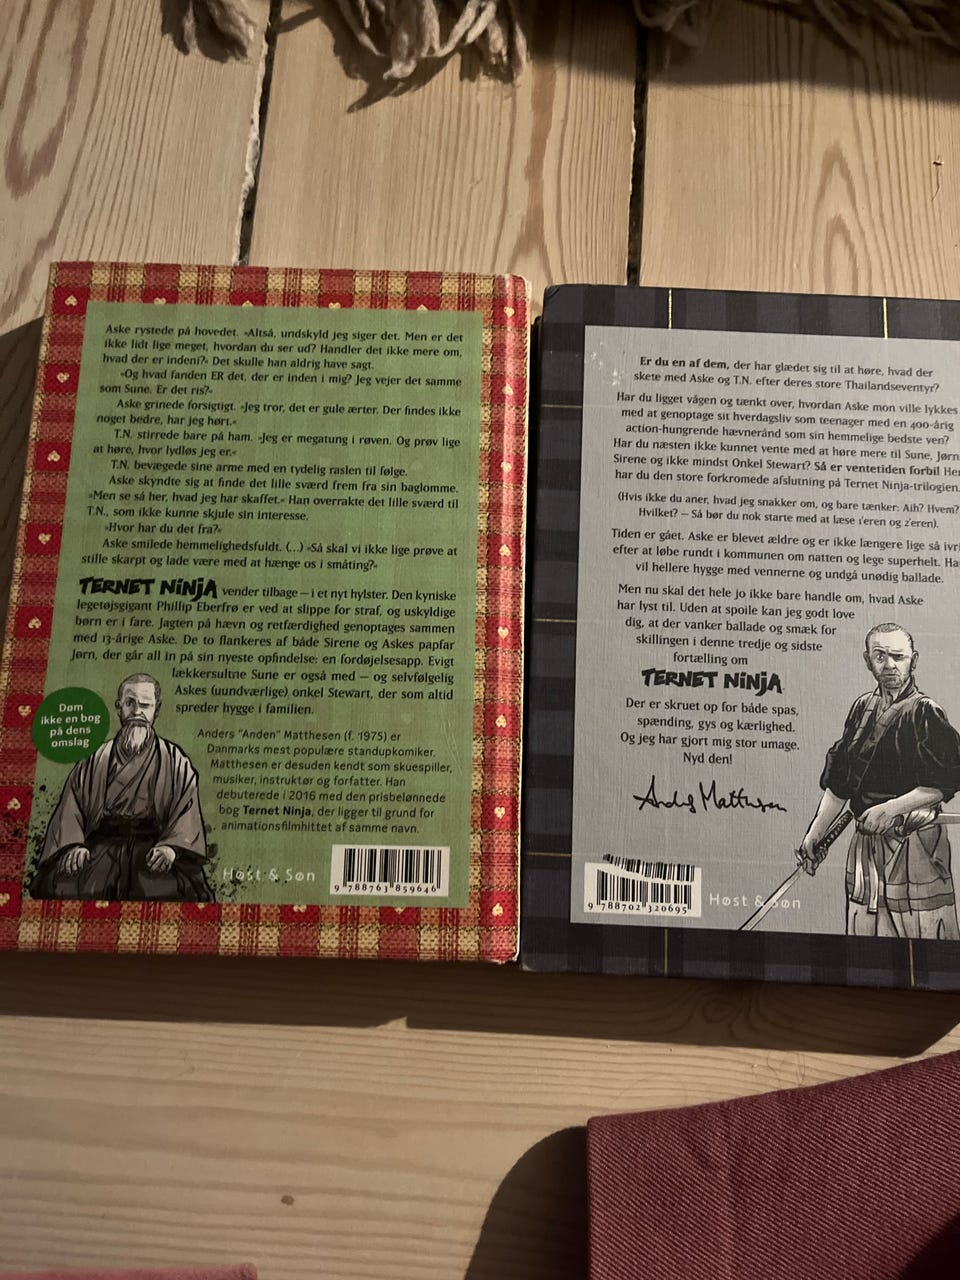 Aske rystede på hovedet. »Altså, undskyld jeg siger det. Men er det
ikke lidt lige meget, hvordan du ser ud? Handler det ikke mere om,
hvad der er indeni?« Det skulle han aldrig have sagt.
»Og hvad fanden ER det, der er inden i mig? Jeg vejer det samme
som Sune. Er det ris?«
Aske grinede forsigtigt. »Jeg tror, det er gule ærter. Der findes ikke
noget bedre, har jeg hørt.«
T.N. stirrede bare på ham. »Jeg er megatung i røven. Og prøv lige
at høre, hvor lydløs jeg er.«
T.N. bevægede sine arme med en tydelig raslen til følge.
Aske skyndte sig at finde det lille sværd frem fra sin baglomme.
»Men se så her, hvad jeg har skaffet.« Han overrakte det lille sværd til
T.N., som ikke kunne skjule sin interesse.
»Hvor har du det fra?«
Aske smilede hemmelighedsfuldt. (...) »Så skal vi ikke lige prøve at
stille skarpt og lade være med at hænge os i småting?«
TERNET NINJA vender tilbage – i et nyt hylster. Den kyniske
legetøjsgigant Phillip Eberfrø er ved at slippe for straf, og uskyldige
børn er i fare. Jagten på hævn og retfærdighed genoptages sammen
med 13-årige Aske. De to flankeres af både Sirene og Askes papfar
Jørn, der går all in på sin nyeste opfindelse: en fordøjelsesapp. Evigt
lækkersultne Sune er også med – og selvfølgelig
Askes (uundværlige) onkel Stewart, der som altid
spreder hygge i familien.
Døm
ikke en bog
på dens
omslag
Anders "Anden" Matthesen (f. 1975) er
Danmarks mest populære standupkomiker.
Matthesen er desuden kendt som skuespiller,
musiker, instruktør og forfatter. Han
debuterede i 2016 med den prisbelønnede
bog Ternet Ninja, der ligger til grund for
animationsfilmhittet af samme navn.
Høst & Søn
9 788763 859646
Er du en af dem, der har glædet sig til at høre, hvad der
skete med Aske og T.N. efter deres store Thailandseventyr?
Har du ligget vågen og tænkt over, hvordan Aske mon ville lykkes
med at genoptage sit hverdagsliv som teenager med en 400-årig
action-hungrende hævnerånd som sin hemmelige bedste ven?
Har du næsten ikke kunnet vente med at høre mere til Sune, Jørn
Sirene og ikke mindst Onkel Stewart? Så er ventetiden forbi! Her
har du den store forkromede afslutning på Ternet Ninja-trilogien.
(Hvis ikke du aner, hvad jeg snakker om, og bare tænker: Aih? Hvem?
Hvilket? – Så bør du nok starte med at læse 1'eren og 2'eren).
Tiden er gået. Aske er blevet ældre og er ikke længere lige så ivri
efter at løbe rundt i kommunen om natten og lege superhelt. Ha
vil hellere hygge med vennerne og undgå unødig ballade.
Men nu skal det hele jo ikke bare handle om, hvad Aske
har lyst til. Uden at spoile kan jeg godt love
dig, at der vanker ballade og smæk for
skillingen i denne tredje og sidste
fortælling om
TERNET NINJA
Der er skruet op for både spas,
spænding, gys og kærlighed.
Og jeg har gjort mig stor umage.
Nyd den!
Anders Matthesen
9 788702 320695
Høst & Søn